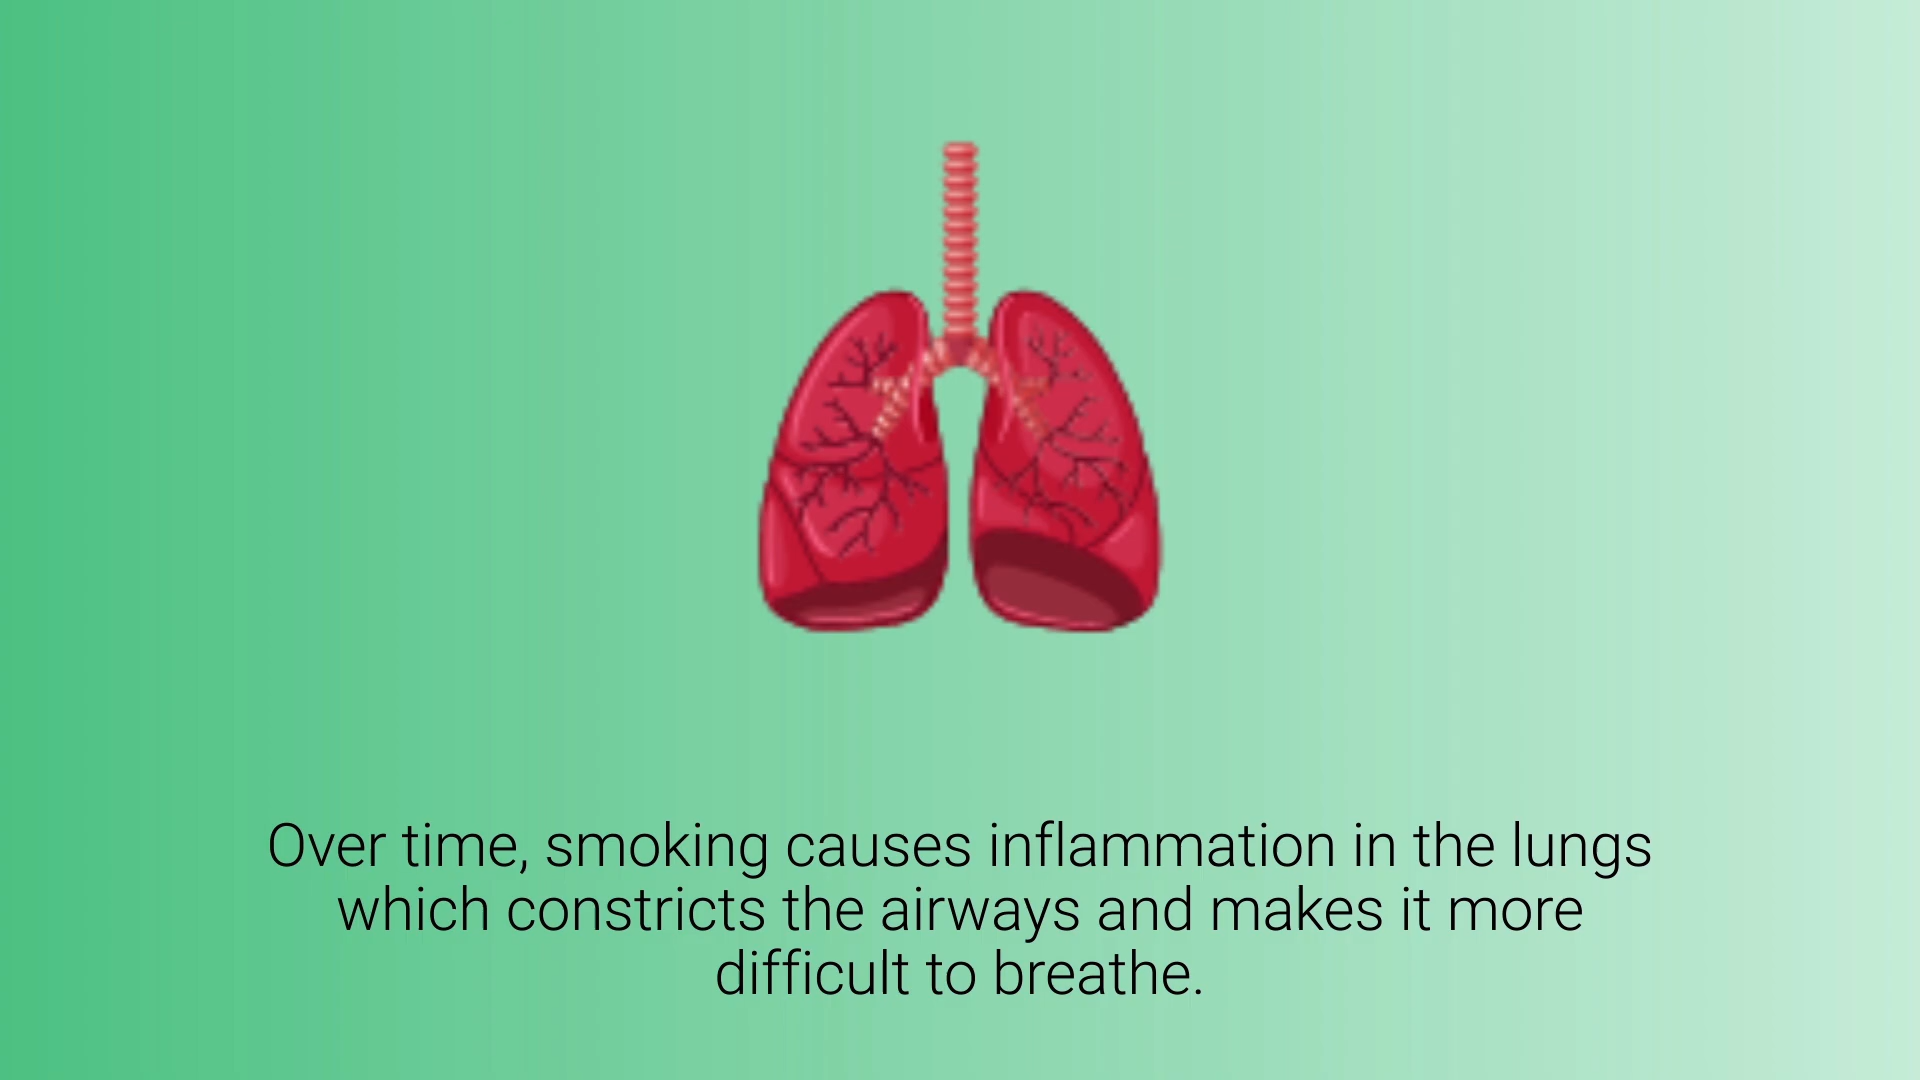 Over time, smoking causes inflammation in the lungs
which constricts the airways and makes it more
difficult to breathe.